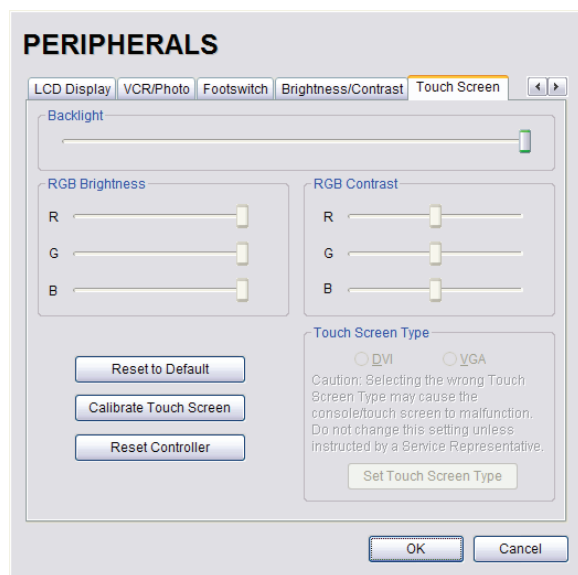 PERIPHERALS
LCD Display VCR/Photo Footswitch Brightness/Contrast Touch Screen
Backlight
RGB Brightness
R
G
B
RGB Contrast
R
G
B
Reset to Default
Calibrate Touch Screen
Reset Controller
Touch Screen Type
DVI VGA
Caution: Selecting the wrong Touch
Screen Type may cause the
console/touch screen to malfunction.
Do not change this setting unless
instructed by a Service Representative.
Set Touch Screen Type
OK Cancel